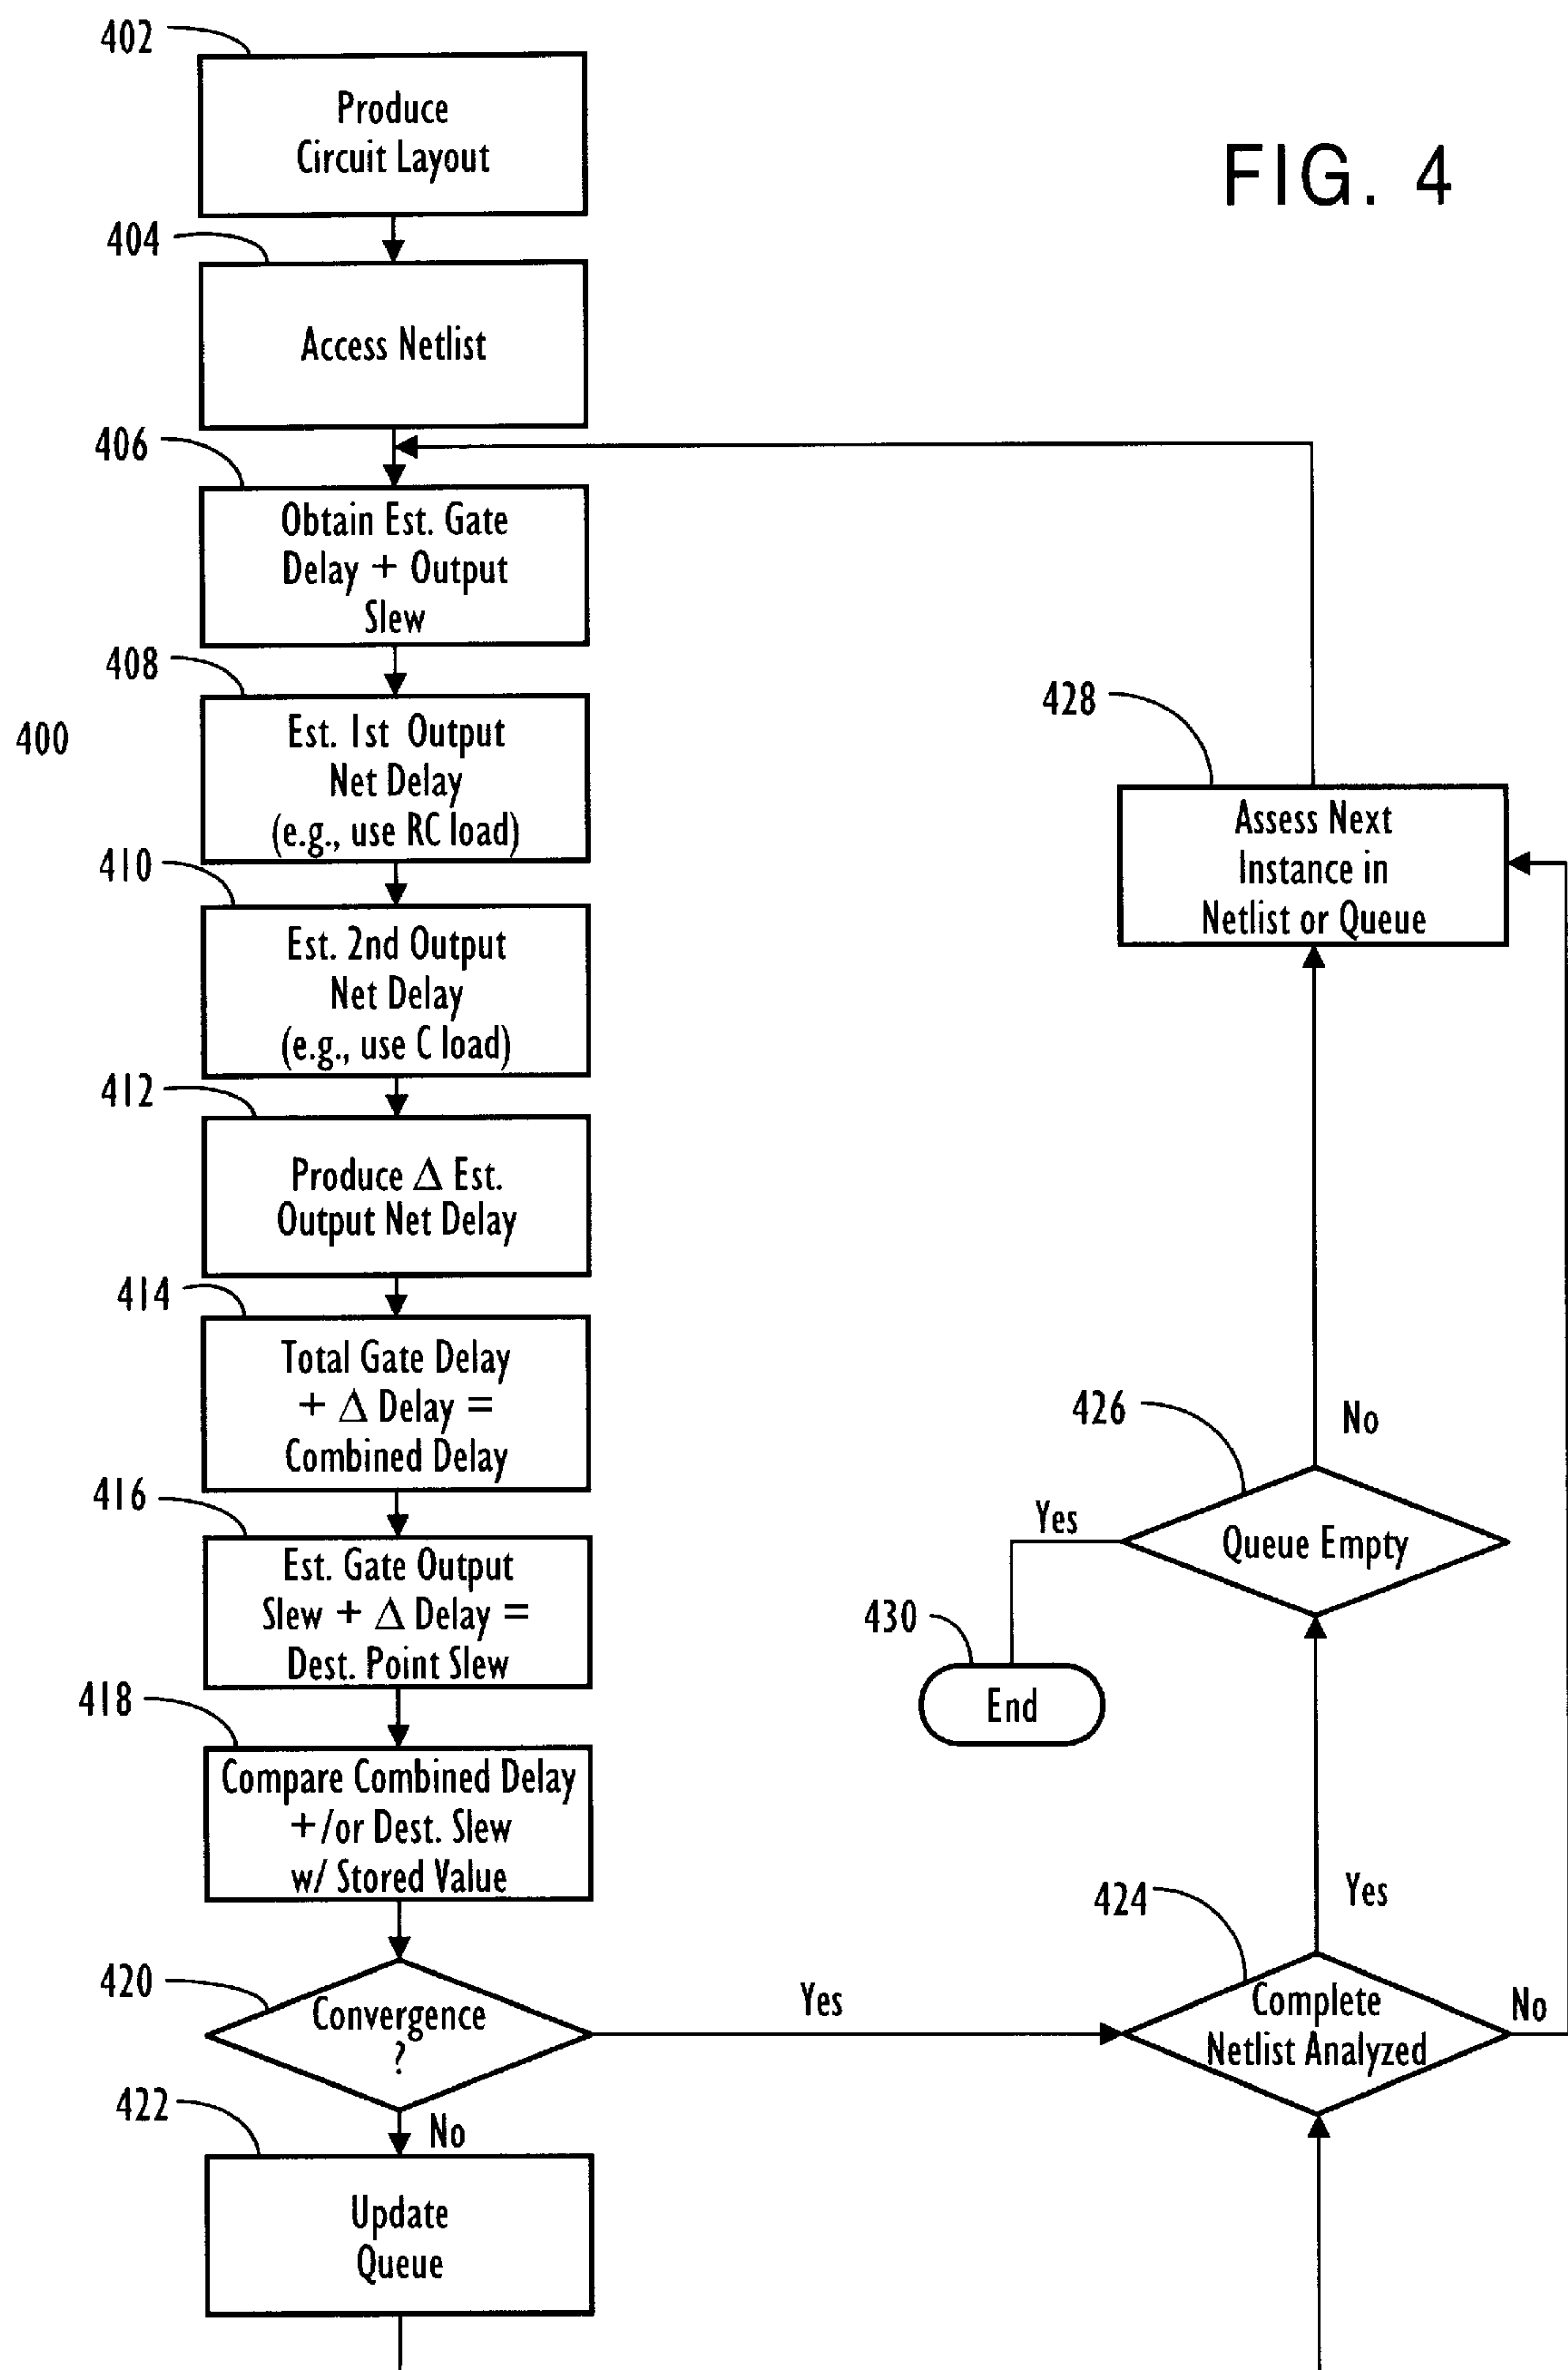 402
Produce
Circuit Layout
FIG. 4
404
Access Netlist
406
Obtain Est. Gate
Delay + Output
Slew
400
408
Est. 1st Output
Net Delay
(e.g., use RC load)
410
Est. 2nd Output
Net Delay
(e.g., use C load)
412
Produce Δ Est.
Output Net Delay
414
Total Gate Delay
+ Δ Delay =
Combined Delay
416
Est. Gate Output
Slew + Δ Delay =
Dest. Point Slew
418
Compare Combined Delay
+/or Dest. Slew
w/ Stored Value
420
Convergence
?
Yes
No
422
Update
Queue
424
Complete
Netlist Analyzed
No
Yes
426
Queue Empty
Yes
No
430
End
428
Assess Next
Instance in
Netlist or Queue